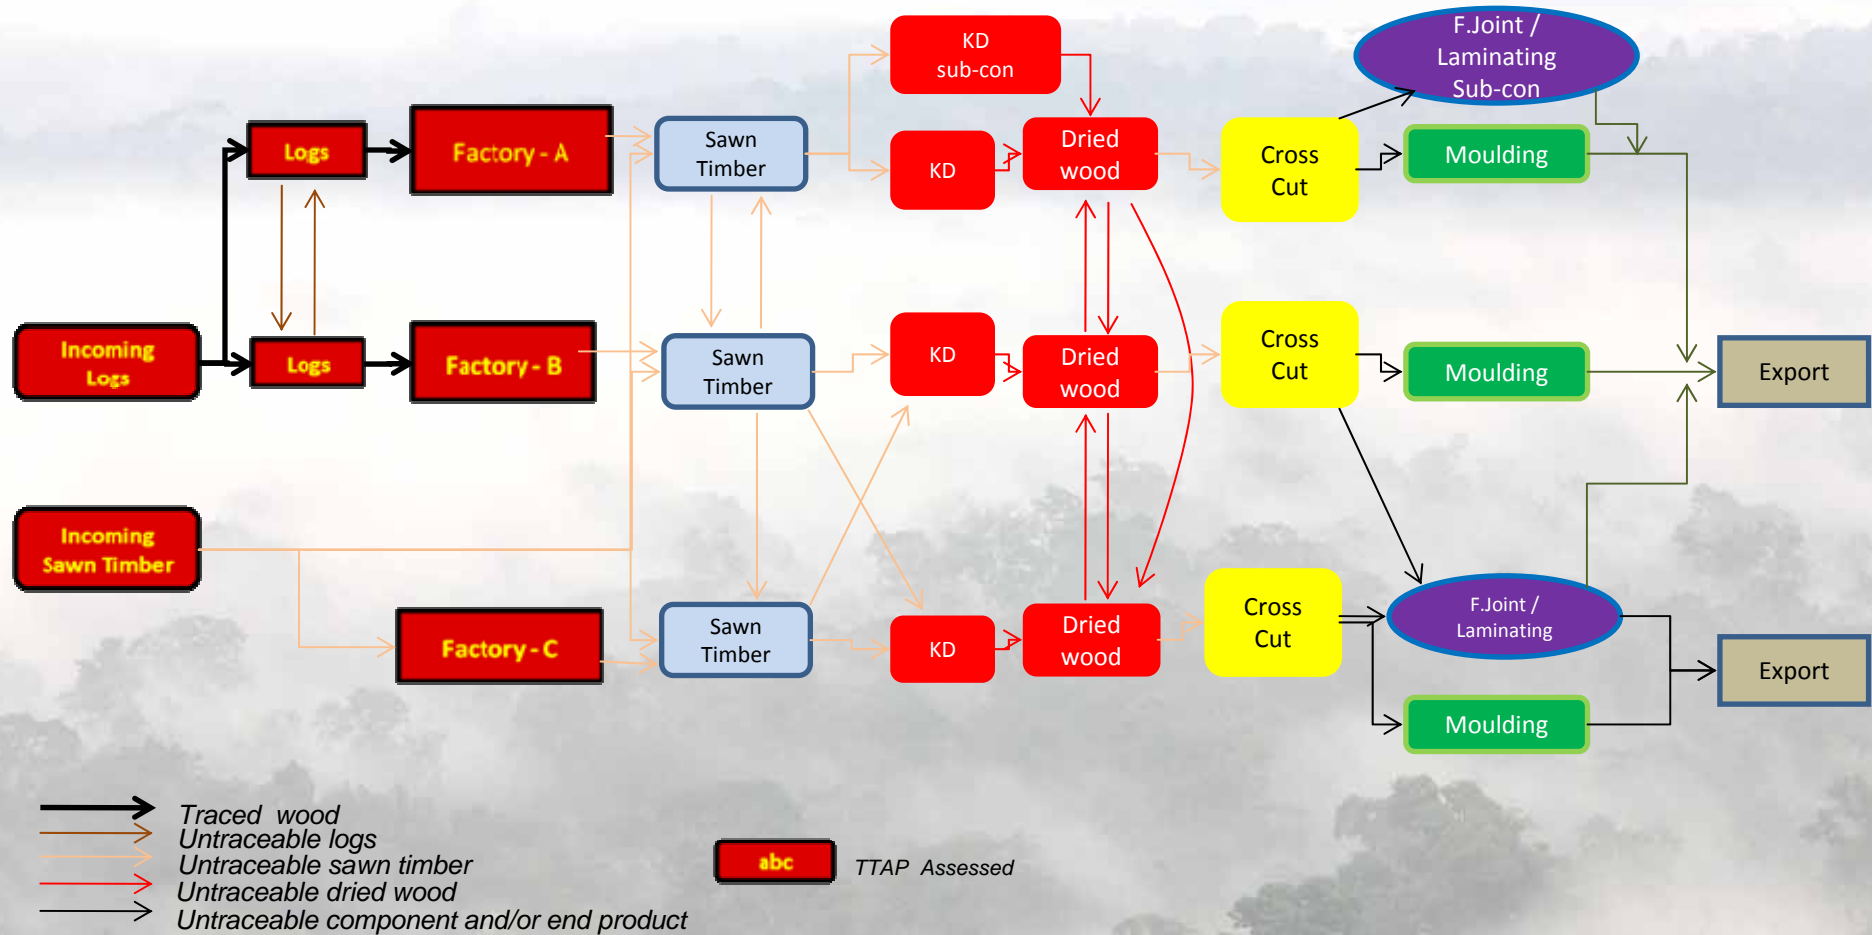 KD
sub-con
F.Joint /
Laminating
Sub-con
Logs
Factory - A
Sawn
Timber
KD
Dried
wood
Cross
Cut
Moulding
Incoming
Logs
Logs
Factory - B
Sawn
Timber
KD
Dried
wood
Cross
Cut
Moulding
Export
Incoming
Sawn Timber
Factory - C
Sawn
Timber
KD
Dried
wood
Cross
Cut
F.Joint /
Laminating
Export
Moulding
Traced wood
Untraceable logs
Untraceable sawn timber
Untraceable dried wood
Untraceable component and/or end product
abc
TTAP Assessed